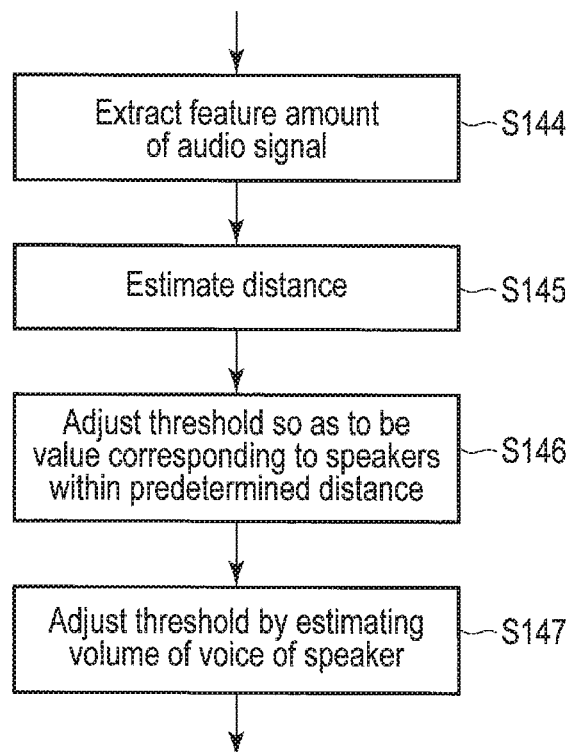 Extract feature amount
of audio signal
S144
Estimate distance
S145
Adjust threshold so as to be
value corresponding to speakers
within predetermined distance
S146
Adjust threshold by estimating
volume of voice of speaker
S147